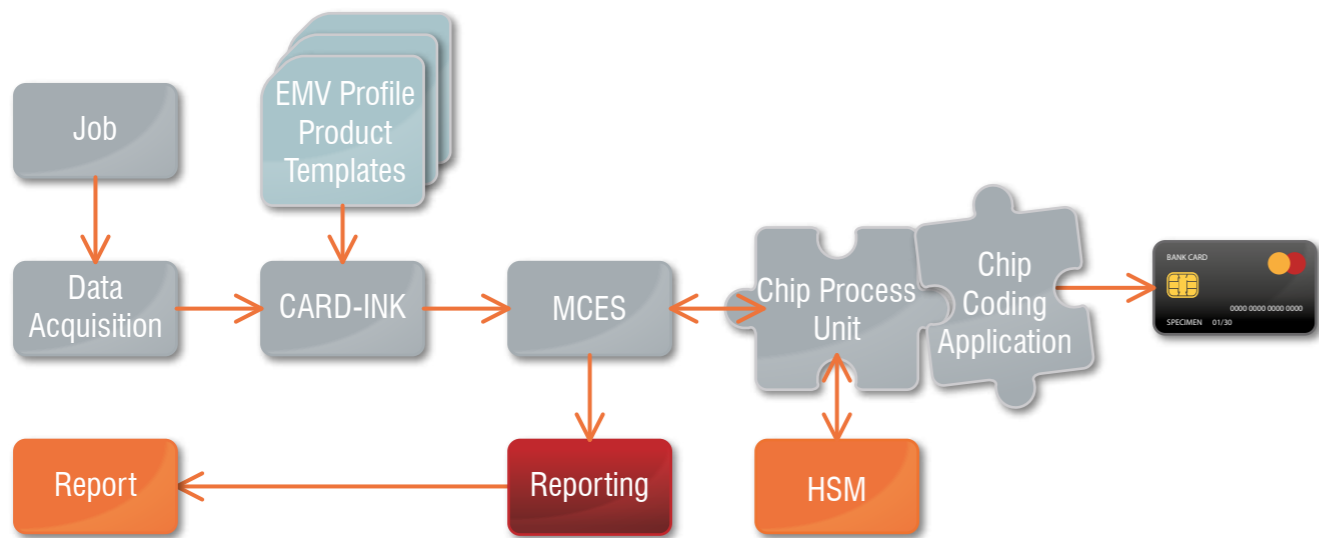 Job
EMV Profile
Product
Templates
Data
Acquisition
CARD-INK
MCES
Chip Process
Unit
Chip
Coding
Application
BANK CARD
0000 0000 0000 0000
SPECIMEN 01/30
Report
Reporting
HSM